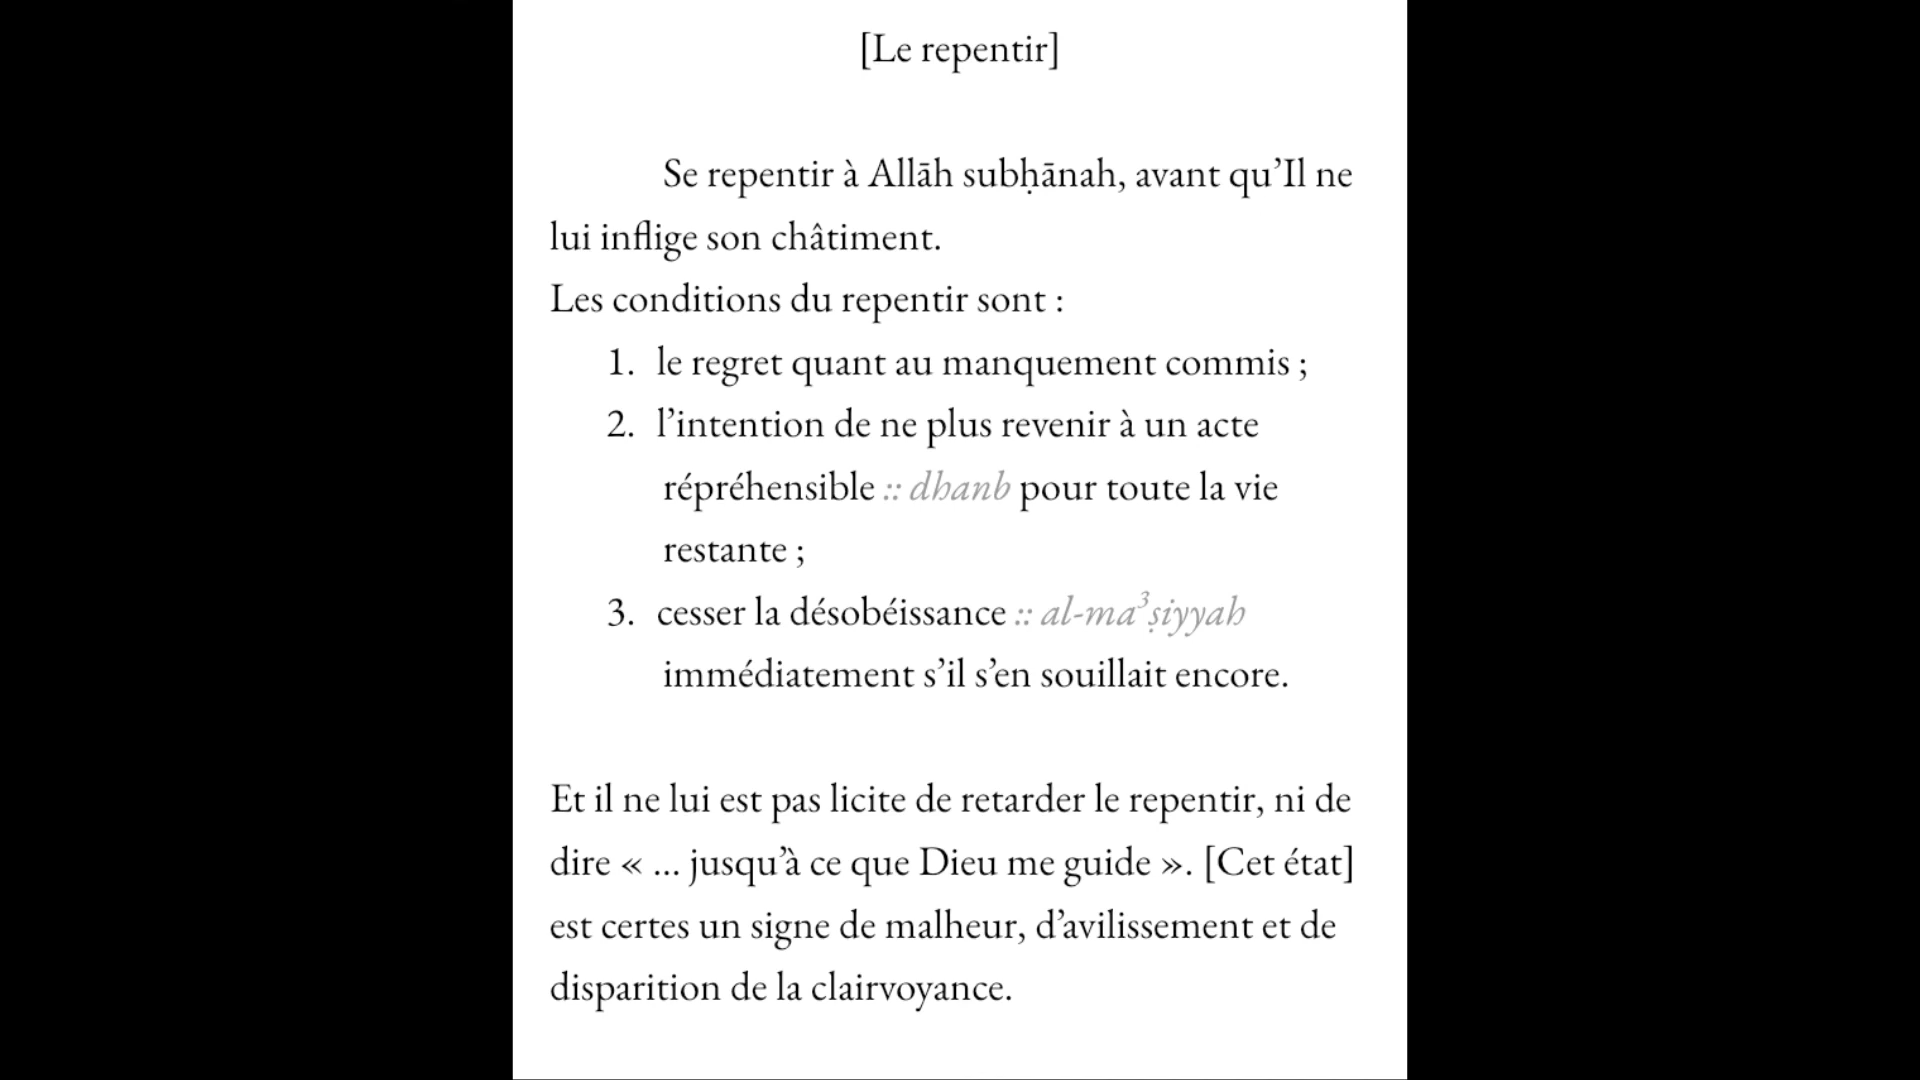 [Le repentir]
Se repentir à Allāh subḥānah, avant qu’Il ne
lui inflige son châtiment.
Les conditions du repentir sont :
1. le regret quant au manquement commis ;
2. l’intention de ne plus revenir à un acte
répréhensible :: dhanb pour toute la vie
restante ;
3. cesser la désobéissance :: al-ma³ṣiyyah
immédiatement s’il s’en souillait encore.
Et il ne lui est pas licite de retarder le repentir, ni de
dire « ... jusqu’à ce que Dieu me guide ». [Cet état]
est certes un signe de malheur, d’avilissement et de
disparition de la clairvoyance.